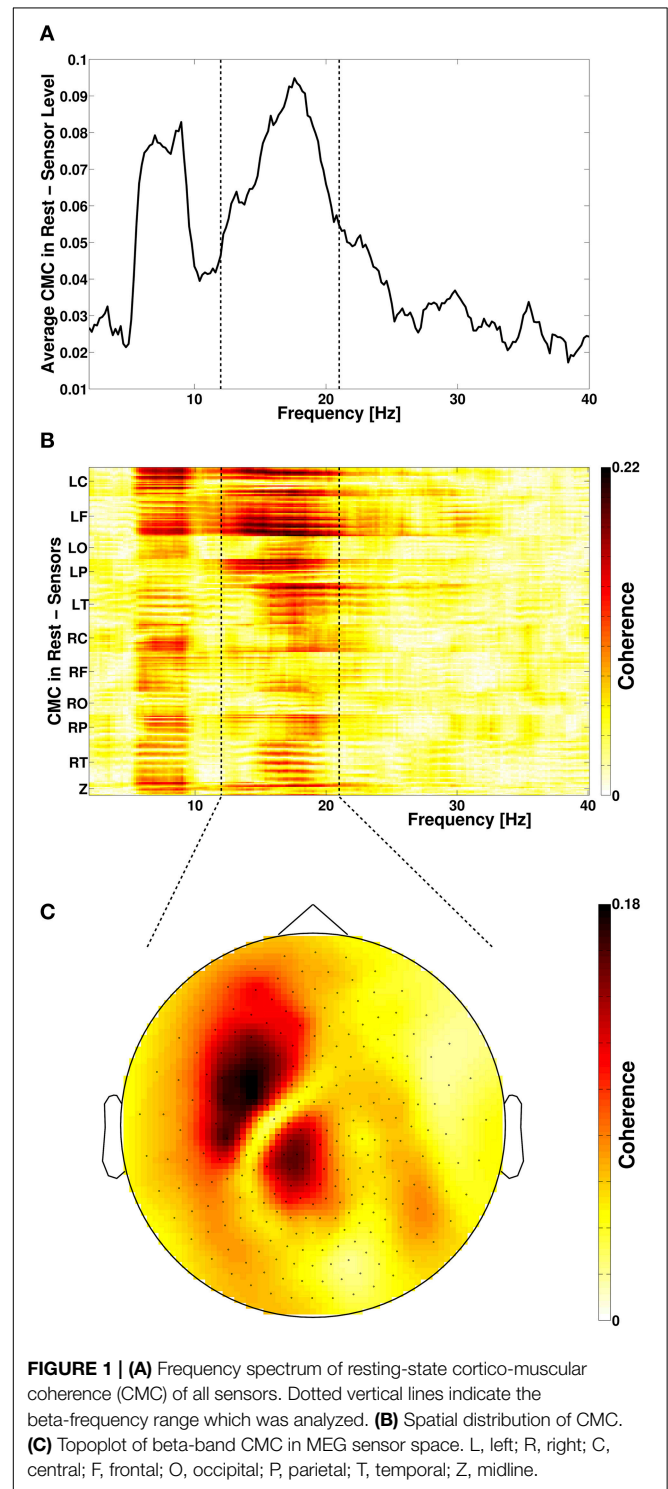 A
Average CMC in Rest – Sensor Level
0.1
0.09
0.08
0.07
0.06
0.05
0.04
0.03
0.02
0.01
10
20
30
40
Frequency [Hz]
B
CMC in Rest – Sensors
LC
LF
LO
LP
LT
RC
RF
RO
RP
RT
Z
10
20
30
40
Frequency [Hz]
0.22
Coherence
0
C
0.18
Coherence
0
FIGURE 1 | (A) Frequency spectrum of resting-state cortico-muscular
coherence (CMC) of all sensors. Dotted vertical lines indicate the
beta-frequency range which was analyzed. (B) Spatial distribution of CMC.
(C) Topoplot of beta-band CMC in MEG sensor space. L, left; R, right; C,
central; F, frontal; O, occipital; P, parietal; T, temporal; Z, midline.